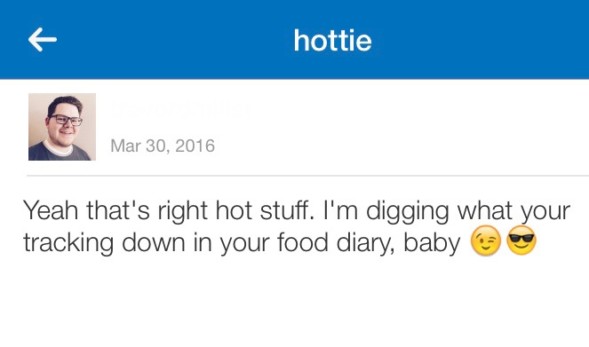 hottie
Mar 30, 2016
Yeah that's right hot stuff. I'm digging what your
tracking down in your food diary, baby 😉😎